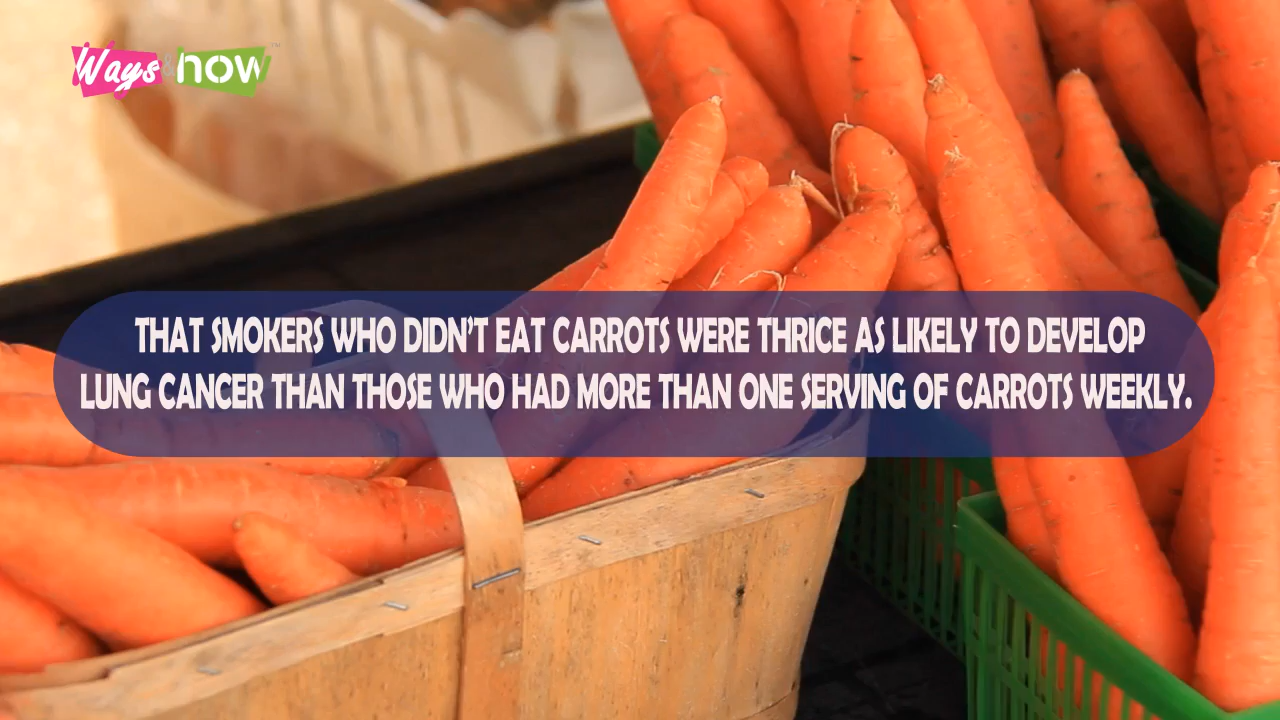 Ways & now™
THAT SMOKERS WHO DIDN'T EAT CARROTS WERE THRICE AS LIKELY TO DEVELOP
LUNG CANCER THAN THOSE WHO HAD MORE THAN ONE SERVING OF CARROTS WEEKLY.